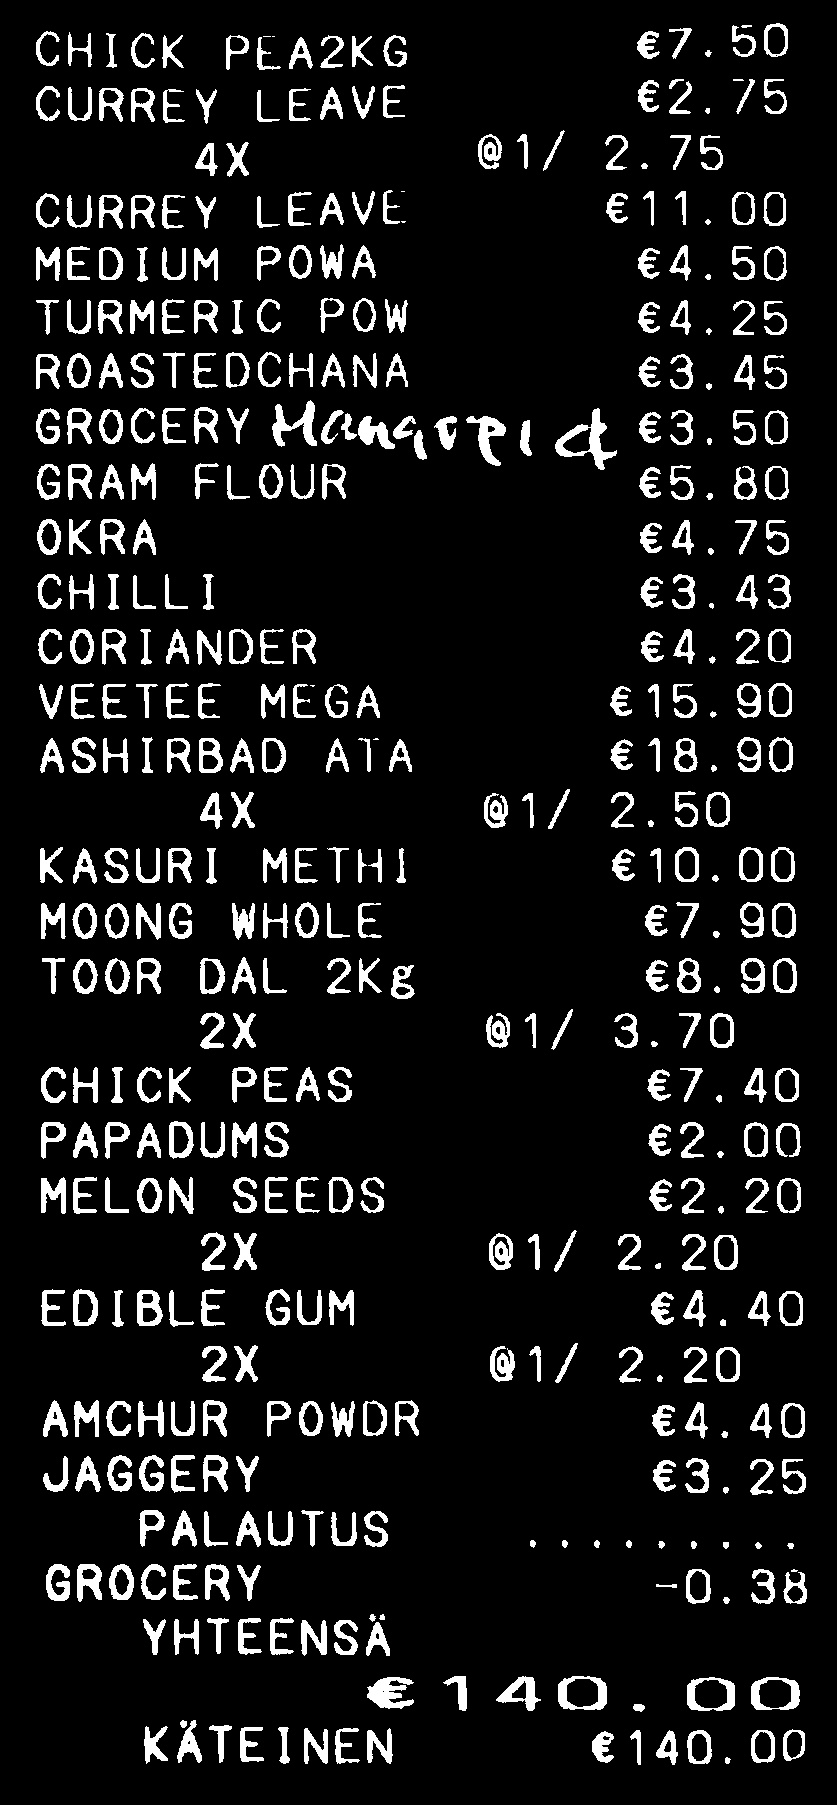 CHICK PEA2KG €7.50
CURREY LEAVE €2.75
4X @1/ 2.75
CURREY LEAVE €11.00
MEDIUM POWA €4.50
TURMERIC POW €4.25
ROASTEDCHANA €3.45
GROCERY €3.50
GRAM FLOUR €5.80
OKRA €4.75
CHILLI €3.43
CORIANDER €4.20
VEETEE MEGA €15.90
ASHIRBAD ATA €18.90
4X @1/ 2.50
KASURI METHI €10.00
MOONG WHOLE €7.90
TOOR DAL 2Kg €8.90
2X @1/ 3.70
CHICK PEAS €7.40
PAPADUMS €2.00
MELON SEEDS €2.20
2X @1/ 2.20
EDIBLE GUM €4.40
2X @1/ 2.20
AMCHUR POWDR €4.40
JAGGERY €3.25
PALAUTUS .........
GROCERY -0.38
YHTEENSÄ
€140.00
KÄTEINEN €140.00